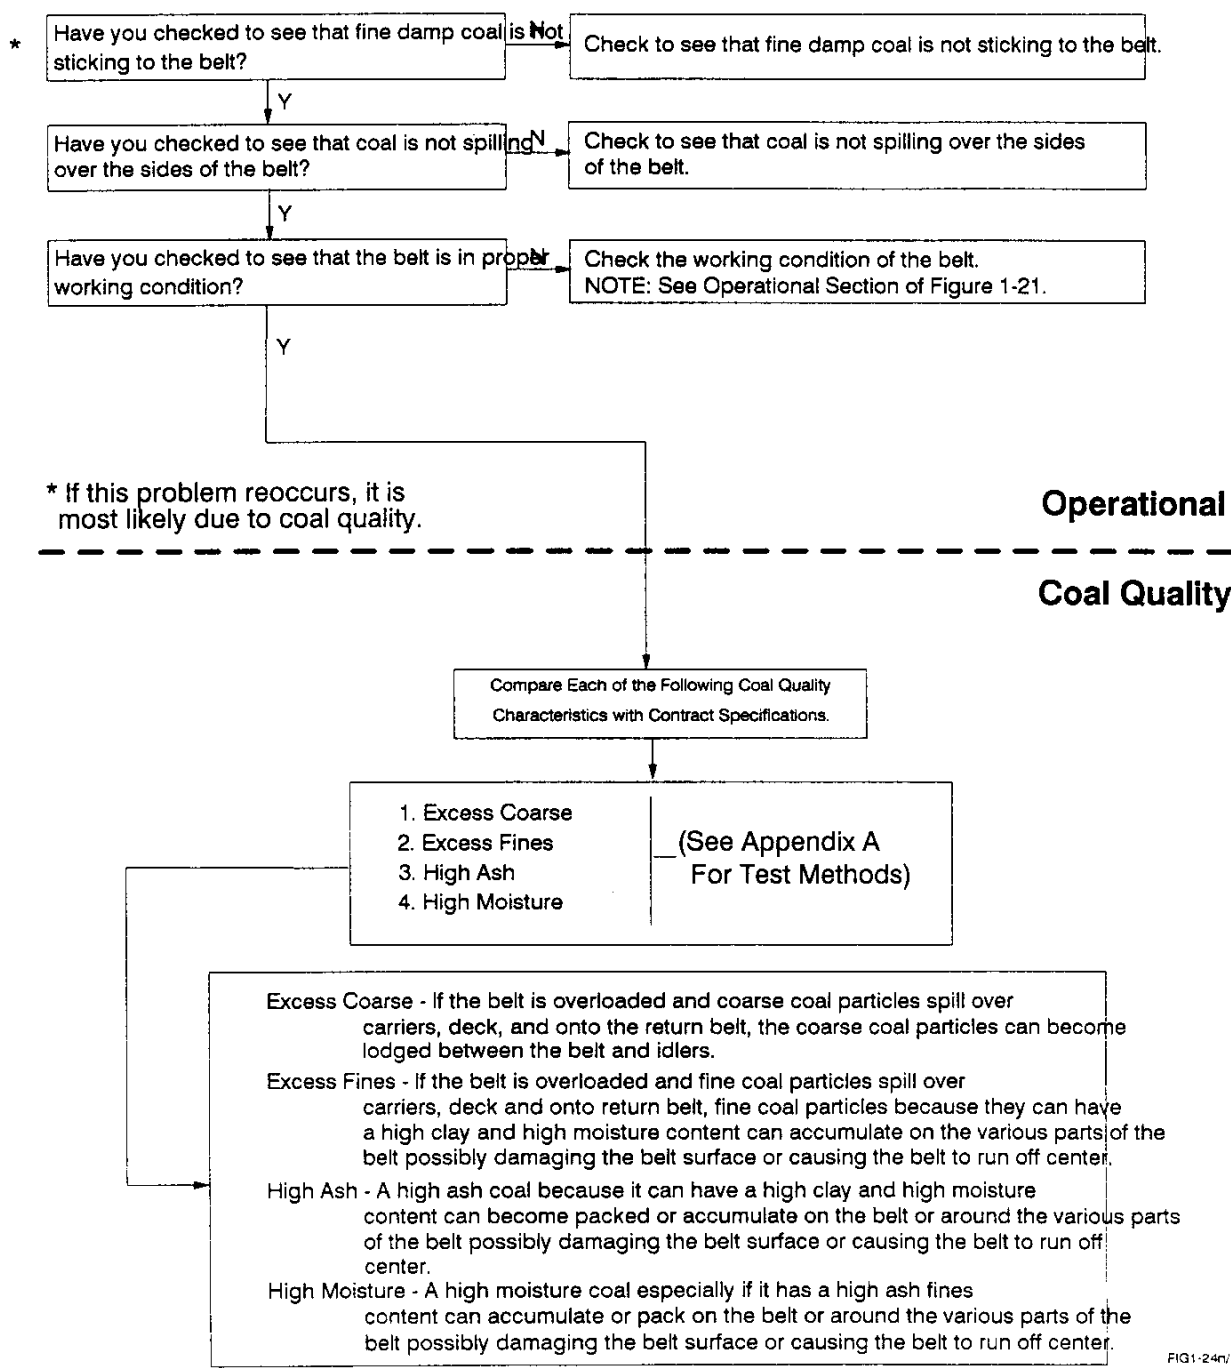 *
Have you checked to see that fine damp coal is Not
sticking to the belt?
N
Check to see that fine damp coal is not sticking to the belt.
Y
Have you checked to see that coal is not spilling
over the sides of the belt?
N
Check to see that coal is not spilling over the sides
of the belt.
Y
Have you checked to see that the belt is in proper
working condition?
N
Check the working condition of the belt.
NOTE: See Operational Section of Figure 1-21.
Y
* If this problem reoccurs, it is
most likely due to coal quality.
Operational
Coal Quality
Compare Each of the Following Coal Quality
Characteristics with Contract Specifications.
1. Excess Coarse
2. Excess Fines
3. High Ash
4. High Moisture
(See Appendix A
For Test Methods)
Excess Coarse - If the belt is overloaded and coarse coal particles spill over
carriers, deck, and onto the return belt, the coarse coal particles can become
lodged between the belt and idlers.
Excess Fines - If the belt is overloaded and fine coal particles spill over
carriers, deck and onto return belt, fine coal particles because they can have
a high clay and high moisture content can accumulate on the various parts of the
belt possibly damaging the belt surface or causing the belt to run off center.
High Ash - A high ash coal because it can have a high clay and high moisture
content can become packed or accumulate on the belt or around the various parts
of the belt possibly damaging the belt surface or causing the belt to run off
center.
High Moisture - A high moisture coal especially if it has a high ash fines
content can accumulate or pack on the belt or around the various parts of the
belt possibly damaging the belt surface or causing the belt to run off center.
FIG1-24n/